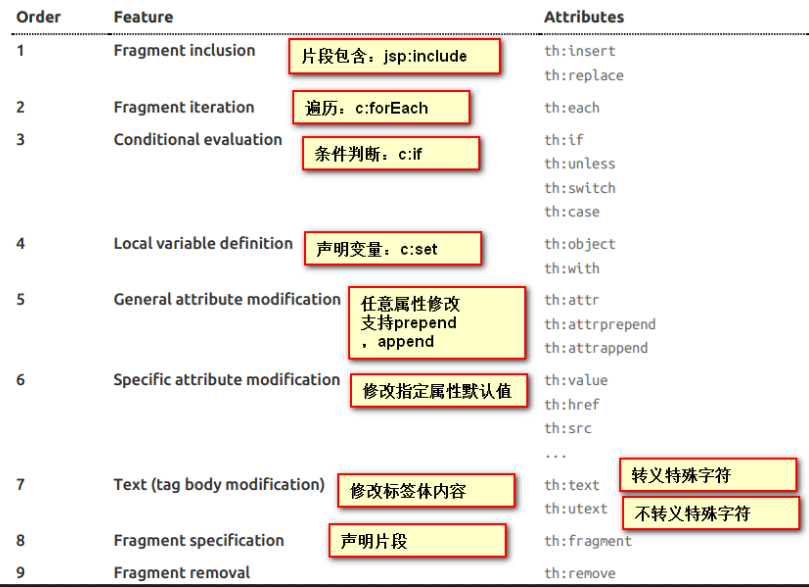 Order Feature Attributes
1 Fragment inclusion 片段包含：jsp:include th:insert
th:replace
2 Fragment iteration 遍历：c:forEach th:each
3 Conditional evaluation 条件判断：c:if th:if
th:unless
th:switch
th:case
4 Local variable definition 声明变量：c:set th:object
th:with
5 General attribute modification 任意属性修改 th:attr
支持prepend th:attrprepend
，append th:attrappend
6 Specific attribute modification 修改指定属性默认值 th:value
th:href
th:src
...
7 Text (tag body modification) 修改标签体内容 th:text 转义特殊字符
th:utext 不转义特殊字符
8 Fragment specification 声明片段 th:fragment
9 Fragment removal th:remove